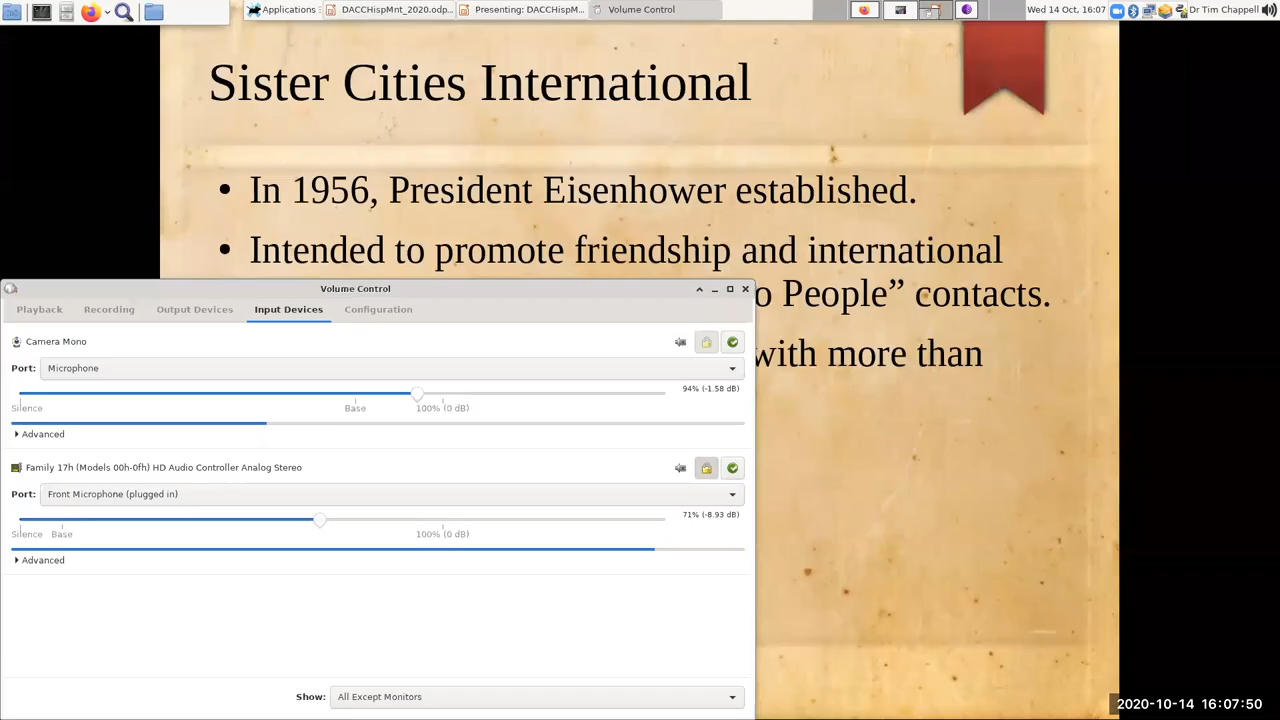 Applications
DACCHispMnt_2020.odp...
Presenting: DACCHispM...
Volume Control
Wed 14 Oct, 16:07
Dr Tim Chappell
Sister Cities International
• In 1956, President Eisenhower established.
• Intended to promote friendship and international
o People” contacts.
with more than
Volume Control
Playback Recording Output Devices Input Devices Configuration
Camera Mono
Port: Microphone
94% (-1.58 dB)
Silence Base 100% (0 dB)
Advanced
Family 17h (Models 00h-0fh) HD Audio Controller Analog Stereo
Port: Front Microphone (plugged in)
71% (-8.93 dB)
Silence Base 100% (0 dB)
Advanced
Show: All Except Monitors
2020-10-14 16:07:50